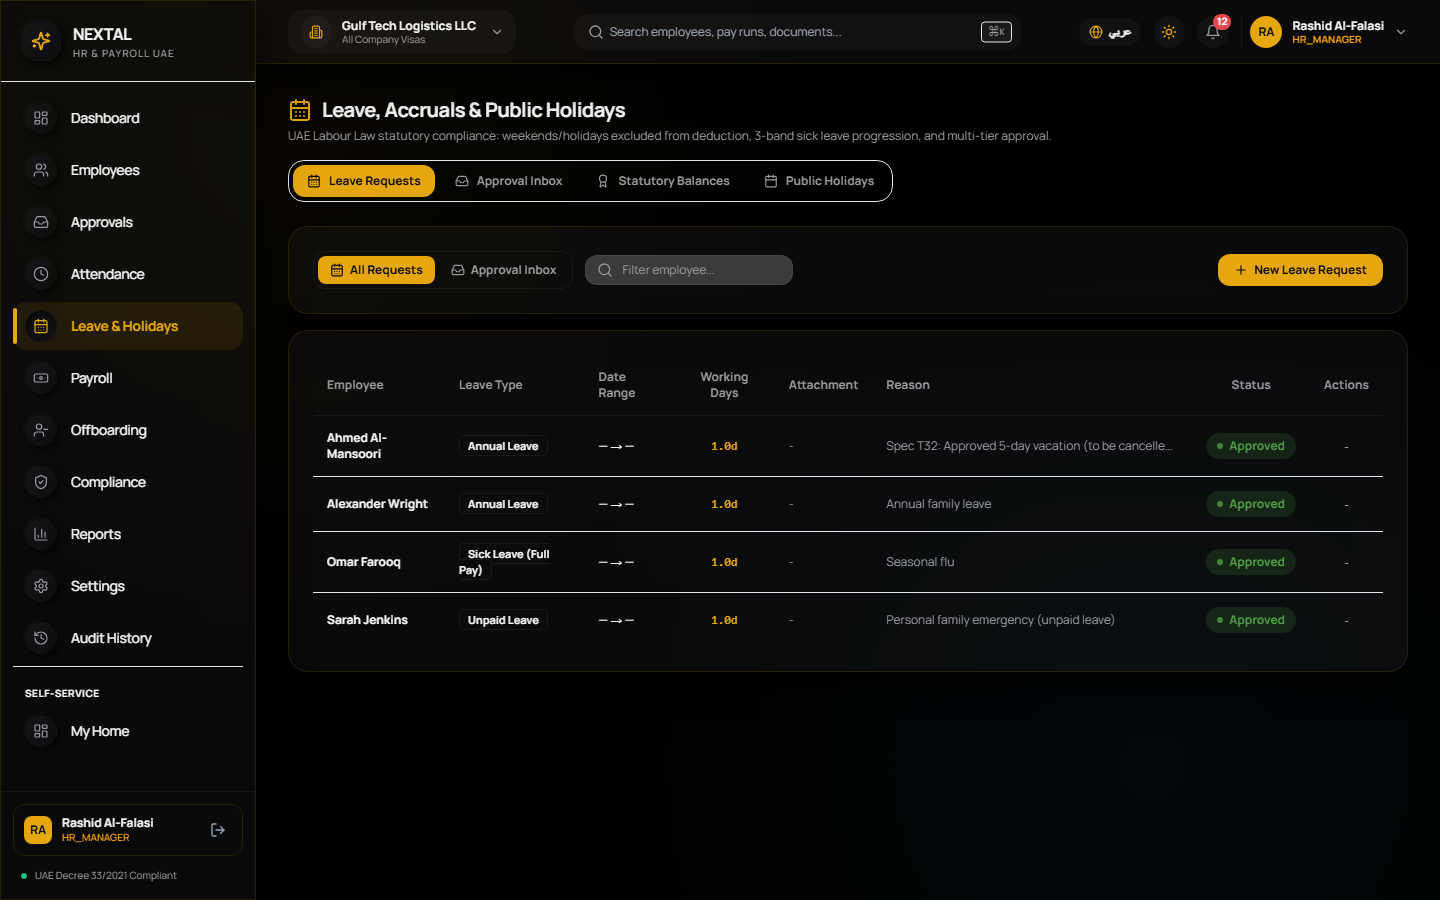 NEXTAL
HR & PAYROLL UAE
Dashboard
Employees
Approvals
Attendance
Leave & Holidays
Payroll
Offboarding
Compliance
Reports
Settings
Audit History
SELF-SERVICE
My Home
RA
Rashid Al-Falasi
HR_MANAGER
UAE Decree 33/2021 Compliant
Gulf Tech Logistics LLC
All Company Visas
Search employees, pay runs, documents...
⌘K
عربي
12
RA
Rashid Al-Falasi
HR_MANAGER
Leave, Accruals & Public Holidays
UAE Labour Law statutory compliance: weekends/holidays excluded from deduction, 3-band sick leave progression, and multi-tier approval.
Leave Requests
Approval Inbox
Statutory Balances
Public Holidays
All Requests
Approval Inbox
Filter employee...
+ New Leave Request
Employee
Leave Type
Date
Range
Working
Days
Attachment
Reason
Status
Actions
Ahmed Al-
Mansoori
Annual Leave
— → —
1.0d
-
Spec T32: Approved 5-day vacation (to be cancelle...
Approved
-
Alexander Wright
Annual Leave
— → —
1.0d
-
Annual family leave
Approved
-
Omar Farooq
Sick Leave (Full
Pay)
— → —
1.0d
-
Seasonal flu
Approved
-
Sarah Jenkins
Unpaid Leave
— → —
1.0d
-
Personal family emergency (unpaid leave)
Approved
-